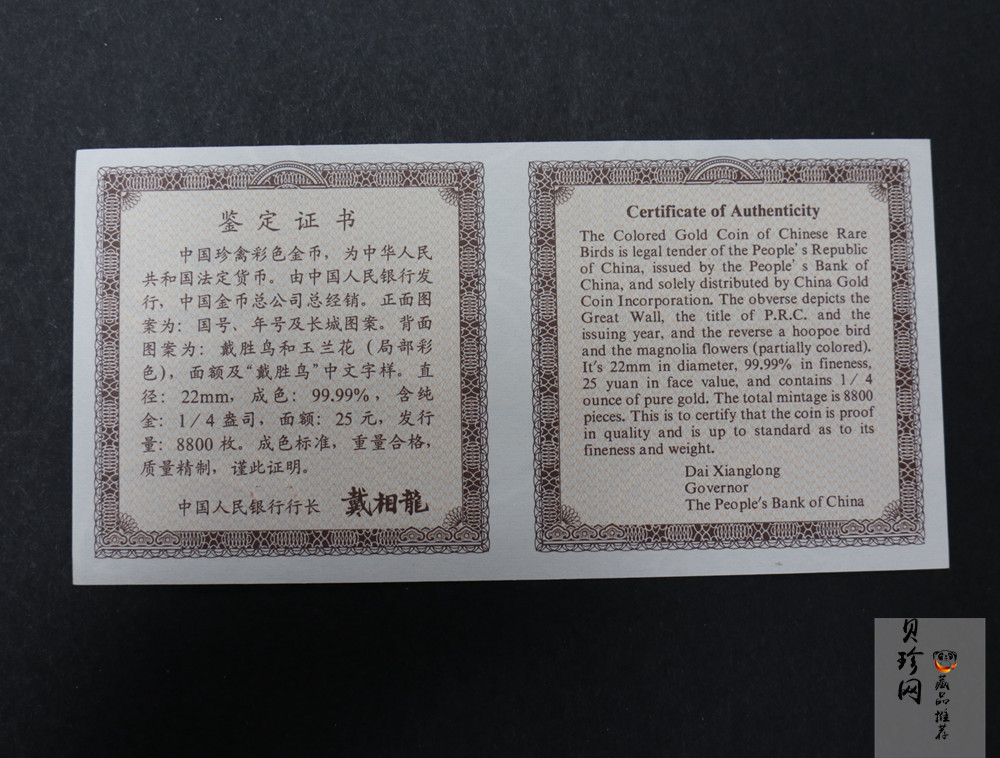 鉴定证书
中国珍禽彩色金币，为中华人民
共和国法定货币。由中国人民银行发
行，中国金币总公司总经销。正面图
案为：国号、年号及长城图案。背面
图案为：戴胜鸟和玉兰花（局部彩
色），面额及“戴胜鸟”中文字样。直
径：22mm，成色：99.99%，含纯
金：1/4盎司，面额：25元，发行
量：8800枚。成色标准，重量合格，
质量精制，谨此证明。
中国人民银行行长 戴相龍
Certificate of Authenticity
The Colored Gold Coin of Chinese Rare
Birds is legal tender of the People's Republic
of China, issued by the People's Bank of
China, and solely distributed by China Gold
Coin Incorporation. The obverse depicts the
Great Wall, the title of P.R.C. and the
issuing year, and the reverse a hoopoe bird
and the magnolia flowers (partially colored).
It's 22mm in diameter, 99.99% in fineness,
25 yuan in face value, and contains 1/4
ounce of pure gold. The total mintage is 8800
pieces. This is to certify that the coin is proof
in quality and is up to standard as to its
fineness and weight.
Dai Xianglong
Governor
The People's Bank of China
贝珍网
藏品推荐